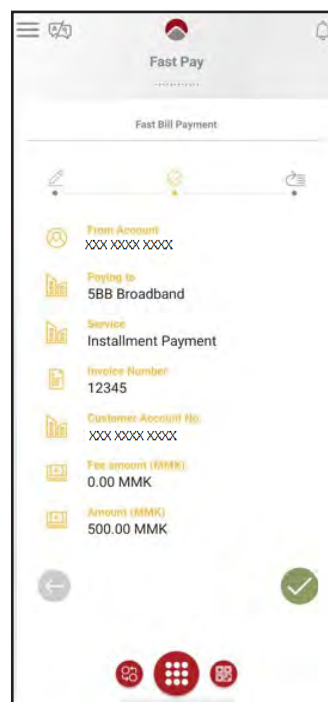 Fast Pay
Fast Bill Payment
From Account
XXX XXXX XXXX
Paying to
5BB Broadband
Service
Installment Payment
Invoice Number
12345
Customer Account No.
XXX XXXX XXXX
Fee amount (MMK)
0.00 MMK
Amount (MMK)
500.00 MMK